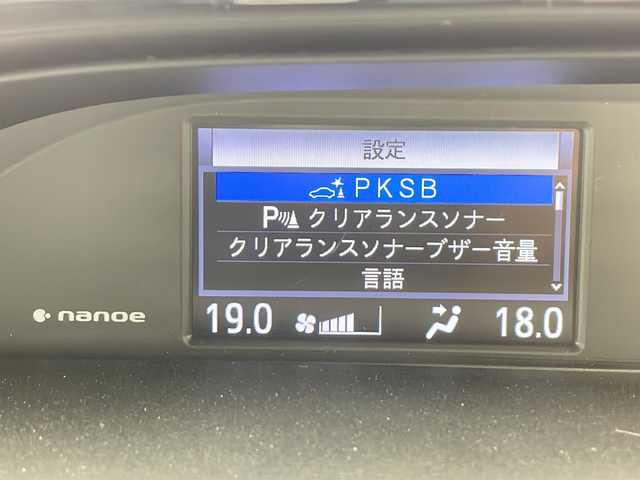 設定
PKSB
P クリアランスソナー
クリアランスソナーブザー音量
言語
nanoe
19.0 18.0